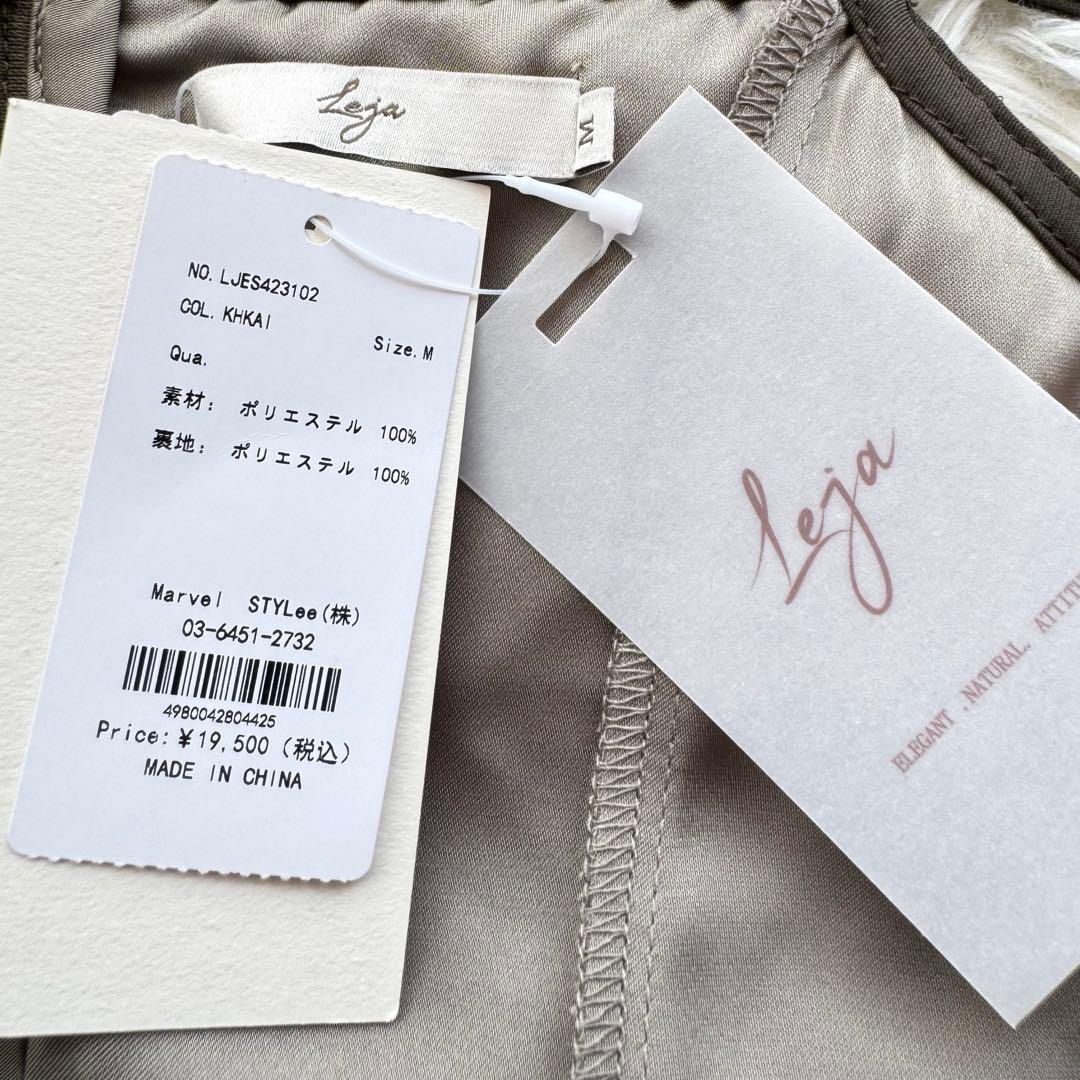 Leja
M
NO. LJES423102
COL. KHKAI
Size. M
Qua.
素材: ポリエステル 100%
裏地: ポリエステル 100%
Marvel STYLee(株)
03-6451-2732
4980042804425
Price:¥19,500 (税込)
MADE IN CHINA
Leja
ELEGANT .NATURAL. ATTIT